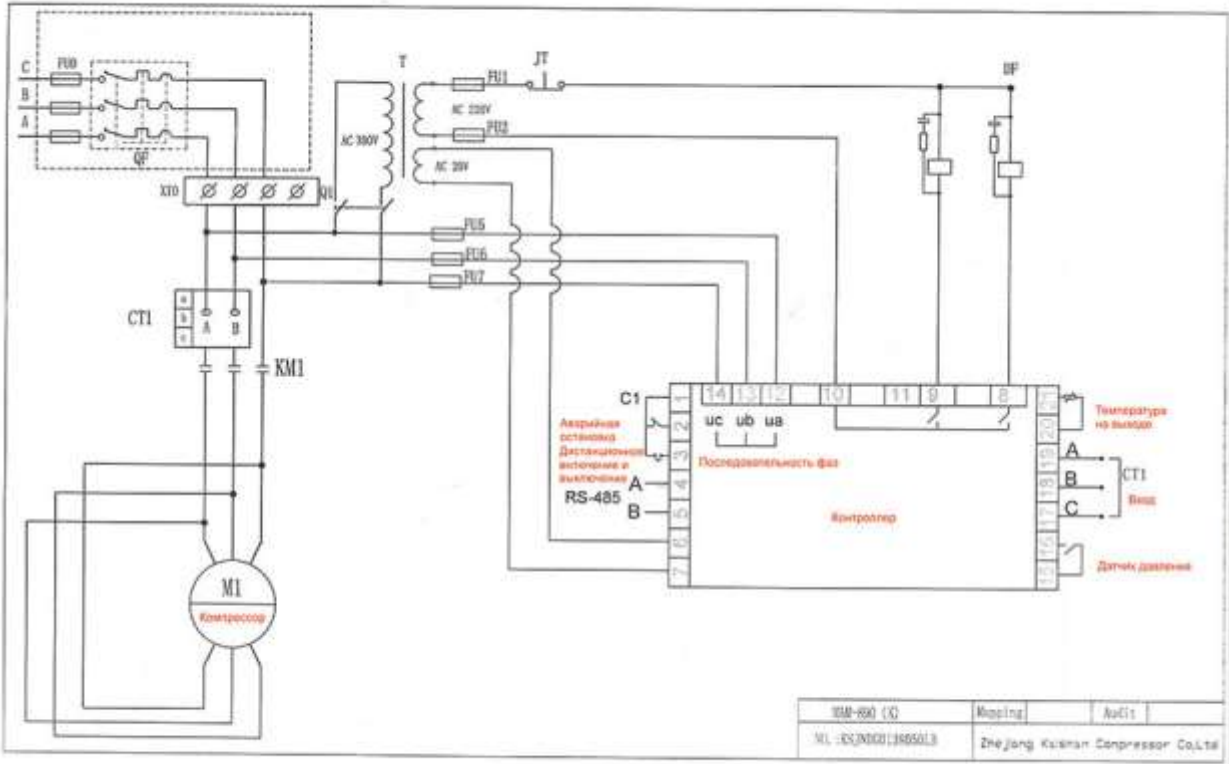 C
FU0
B
A
QF
XT0
Q1
T
FU1
JT
DF
AC 220V
FU2
AC 380V
AC 20V
FU5
FU6
FU7
CT1
A
B
KM1
C1
1
14
13
12
10
11
9
8
21
2
uc
ub
ua
20
Температура
на выходе
Аварийная
остановка
3
Последовательность фаз
19
A
Дистанционное
включение и
выключение
CT1
4
A
18
B
Вход
RS-485
5
B
17
C
Контроллер
6
16
7
15
Датчик давления
M1
Компрессор
Mapping
Audit
Zhejiang Kaishan Compressor Co,Ltd